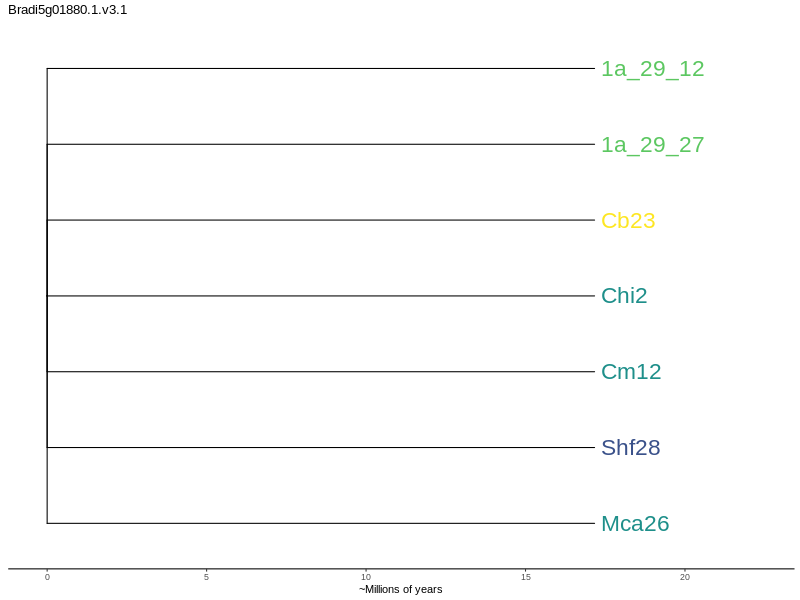 Bradi5g01880.1.v3.1
1a_29_12
1a_29_27
Cb23
Chi2
Cm12
Shf28
Mca26
0 5 10 15 20
~Millions of years